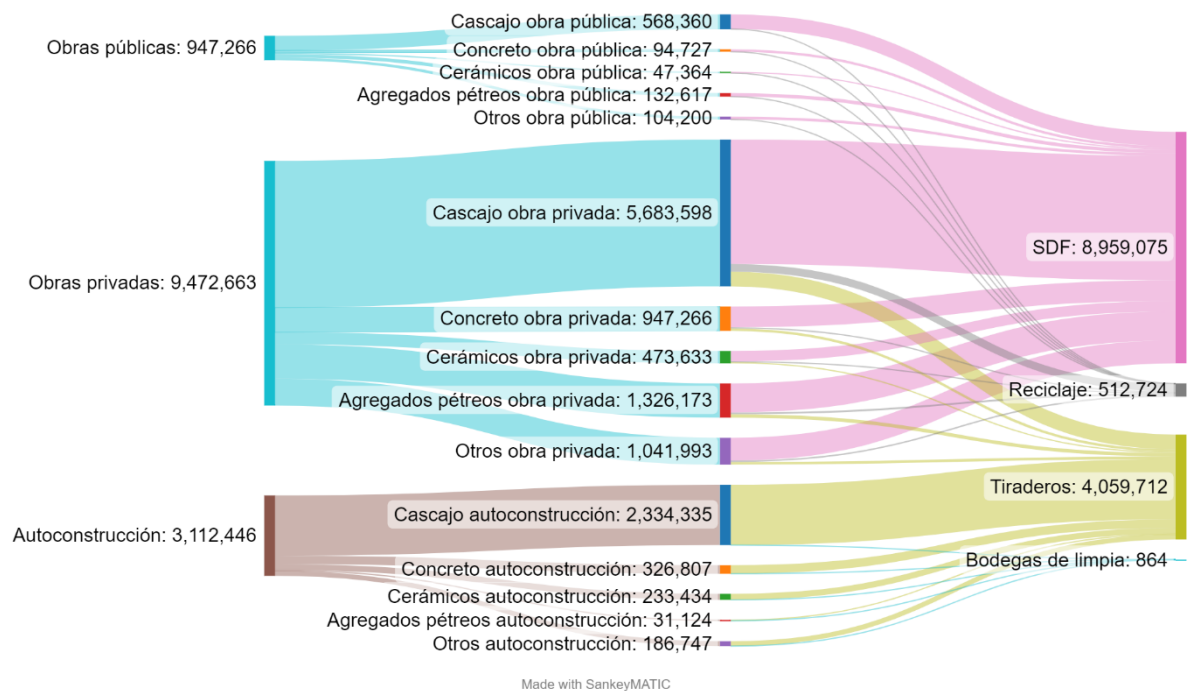 Obras públicas: 947,266
Cascajo obra pública: 568,360
Concreto obra pública: 94,727
Cerámicos obra pública: 47,364
Agregados pétreos obra pública: 132,617
Otros obra pública: 104,200
Obras privadas: 9,472,663
Cascajo obra privada: 5,683,598
Concreto obra privada: 947,266
Cerámicos obra privada: 473,633
Agregados pétreos obra privada: 1,326,173
Otros obra privada: 1,041,993
Autoconstrucción: 3,112,446
Cascajo autoconstrucción: 2,334,335
Concreto autoconstrucción: 326,807
Cerámicos autoconstrucción: 233,434
Agregados pétreos autoconstrucción: 31,124
Otros autoconstrucción: 186,747
SDF: 8,959,075
Reciclaje: 512,724
Tiraderos: 4,059,712
Bodegas de limpia: 864
Made with SankeyMATIC